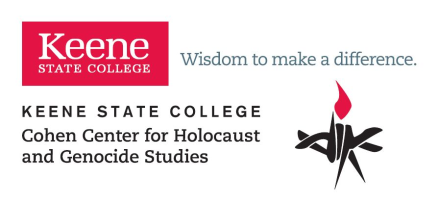 Keene
STATE COLLEGE
Wisdom to make a difference.
KEENE STATE COLLEGE
Cohen Center for Holocaust
and Genocide Studies